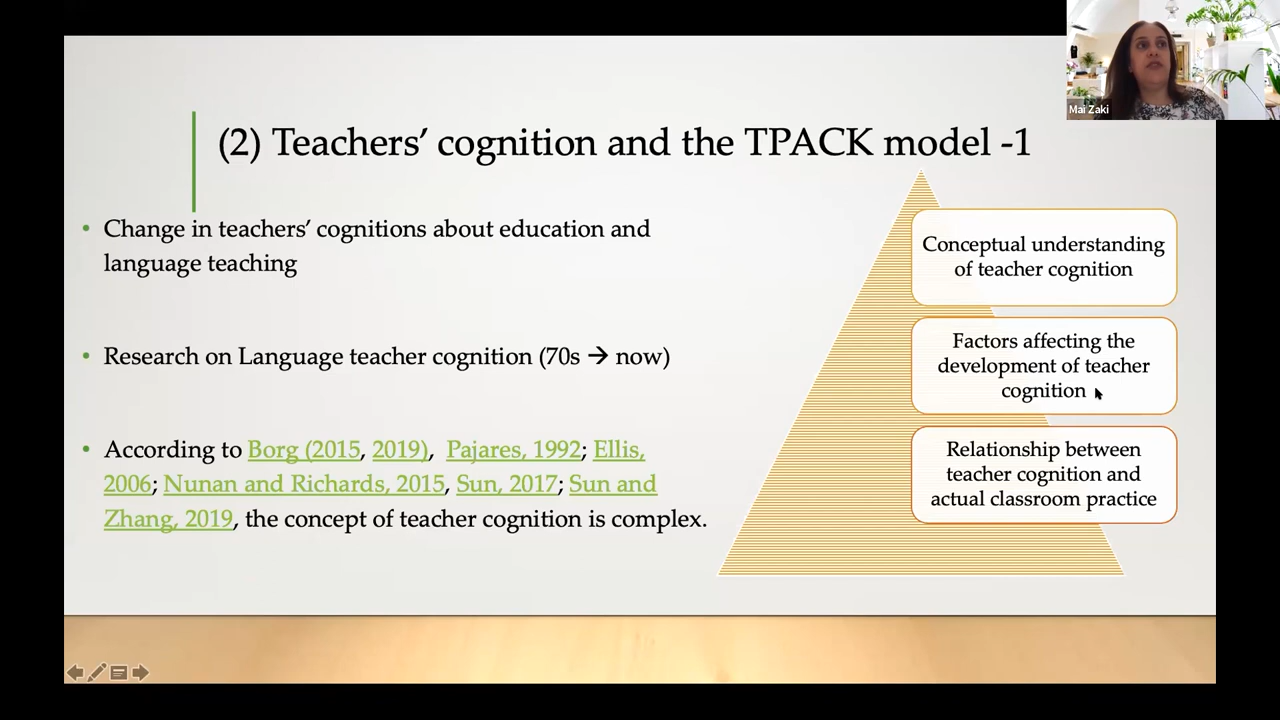 Mai Zaki
(2) Teachers’ cognition and the TPACK model -1
• Change in teachers’ cognitions about education and
language teaching
• Research on Language teacher cognition (70s → now)
• According to Borg (2015, 2019), Pajares, 1992; Ellis,
2006; Nunan and Richards, 2015, Sun, 2017; Sun and
Zhang, 2019, the concept of teacher cognition is complex.
Conceptual understanding
of teacher cognition
Factors affecting the
development of teacher
cognition
Relationship between
teacher cognition and
actual classroom practice